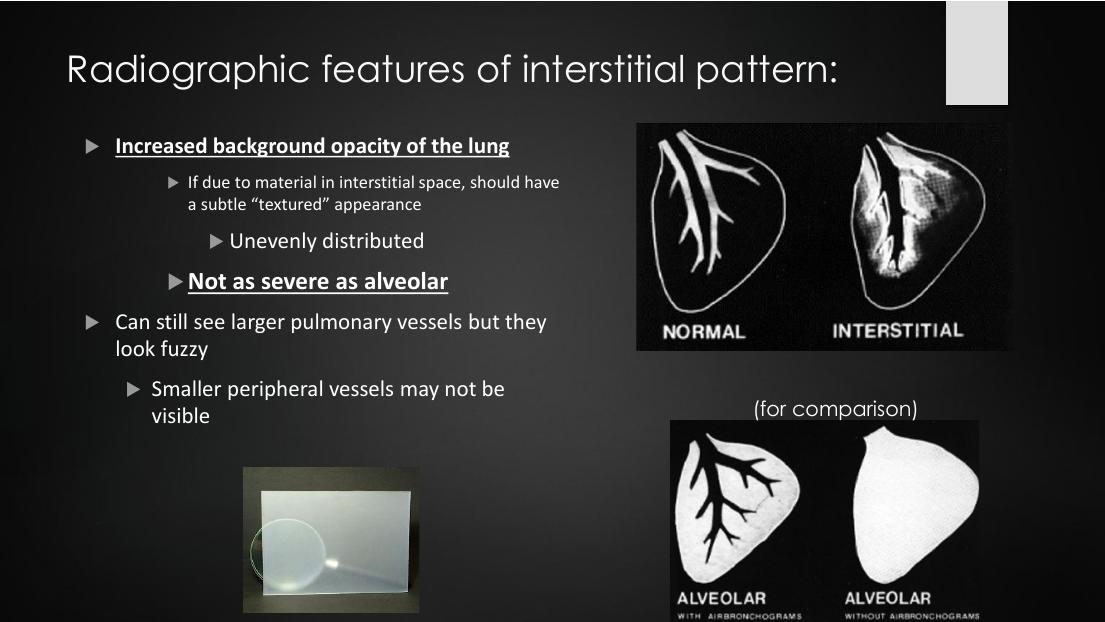 Radiographic features of interstitial pattern:
Increased background opacity of the lung
If due to material in interstitial space, should have
a subtle “textured” appearance
Unevenly distributed
Not as severe as alveolar
Can still see larger pulmonary vessels but they
look fuzzy
Smaller peripheral vessels may not be
visible
NORMAL
INTERSTITIAL
(for comparison)
ALVEOLAR
WITH AIRBRONCHOGRAMS
ALVEOLAR
WITHOUT AIRBRONCHOGRAMS